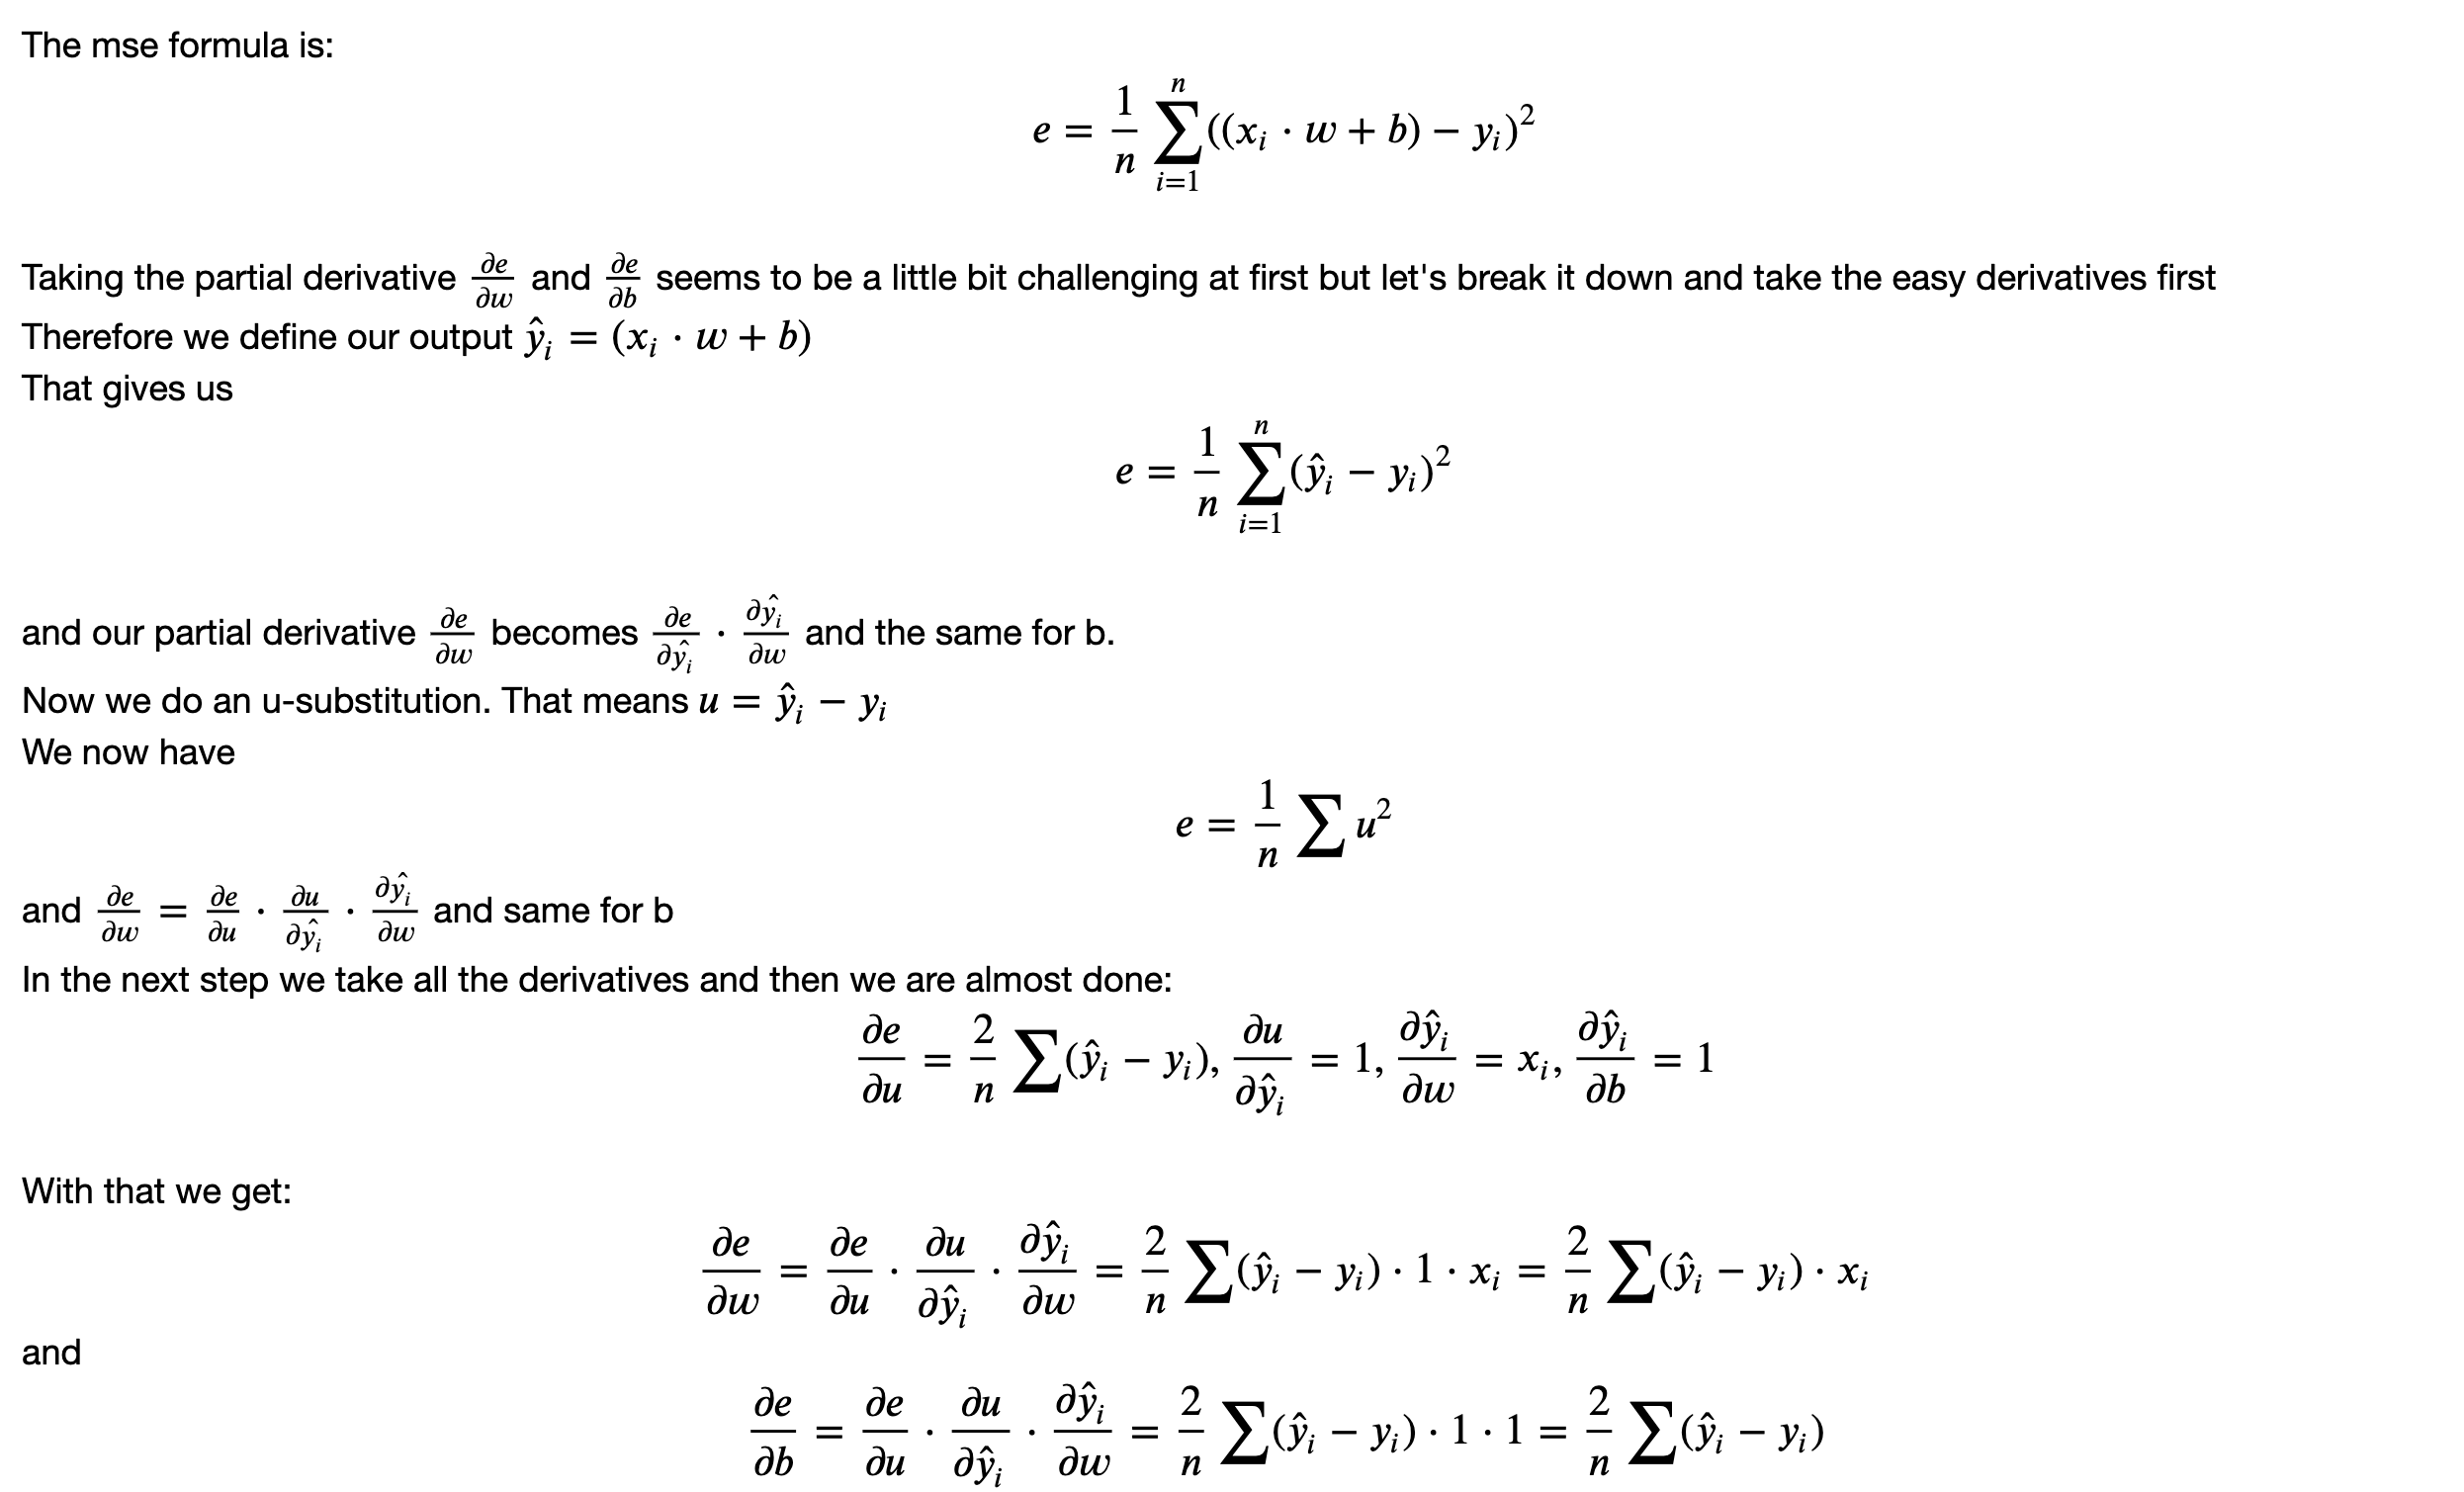 The mse formula is:
e = \frac{1}{n} \sum_{i=1}^{n} ((x_i \cdot w + b) - y_i)^2
Taking the partial derivative \frac{\partial e}{\partial w} and \frac{\partial e}{\partial b} seems to be a little bit challenging at first but let's break it down and take the easy derivatives first
Therefore we define our output \hat{y}_i = (x_i \cdot w + b)
That gives us
e = \frac{1}{n} \sum_{i=1}^{n} (\hat{y}_i - y_i)^2
and our partial derivative \frac{\partial e}{\partial w} becomes \frac{\partial e}{\partial \hat{y_i}} \cdot \frac{\partial \hat{y_i}}{\partial w} and the same for b.
Now we do an u-substitution. That means u = \hat{y}_i - y_i
We now have
e = \frac{1}{n} \sum u^2
and \frac{\partial e}{\partial w} = \frac{\partial e}{\partial u} \cdot \frac{\partial u}{\partial \hat{y_i}} \cdot \frac{\partial \hat{y_i}}{\partial w} and same for b
In the next step we take all the derivatives and then we are almost done:
\frac{\partial e}{\partial u} = \frac{2}{n} \sum (\hat{y}_i - y_i), \frac{\partial u}{\partial \hat{y}_i} = 1, \frac{\partial \hat{y}_i}{\partial w} = x_i, \frac{\partial \hat{y}_i}{\partial b} = 1
With that we get:
\frac{\partial e}{\partial w} = \frac{\partial e}{\partial u} \cdot \frac{\partial u}{\partial \hat{y}_i} \cdot \frac{\partial \hat{y}_i}{\partial w} = \frac{2}{n} \sum (\hat{y}_i - y_i) \cdot 1 \cdot x_i = \frac{2}{n} \sum (\hat{y}_i - y_i) \cdot x_i
and
\frac{\partial e}{\partial b} = \frac{\partial e}{\partial u} \cdot \frac{\partial u}{\partial \hat{y}_i} \cdot \frac{\partial \hat{y}_i}{\partial w} = \frac{2}{n} \sum (\hat{y}_i - y_i) \cdot 1 \cdot 1 = \frac{2}{n} \sum (\hat{y}_i - y_i)